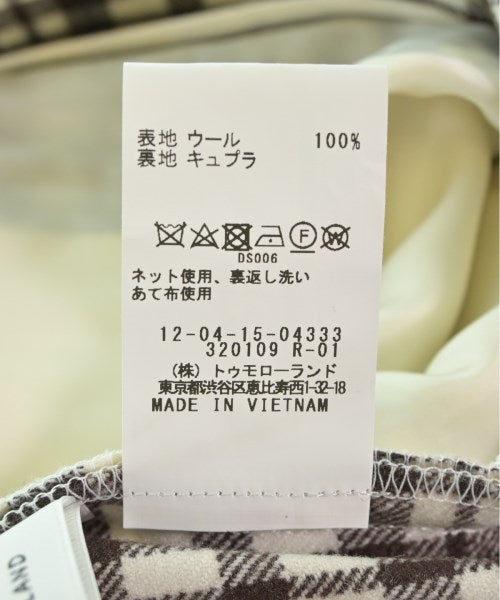 表地 ウール 100%
裏地 キュプラ
F W
DS006
ネット使用、裏返し洗い
あて布使用
12-04-15-04333
320109 R-01
(株) トゥモローランド
東京都渋谷区恵比寿西1-32-18
MADE IN VIETNAM
LAND